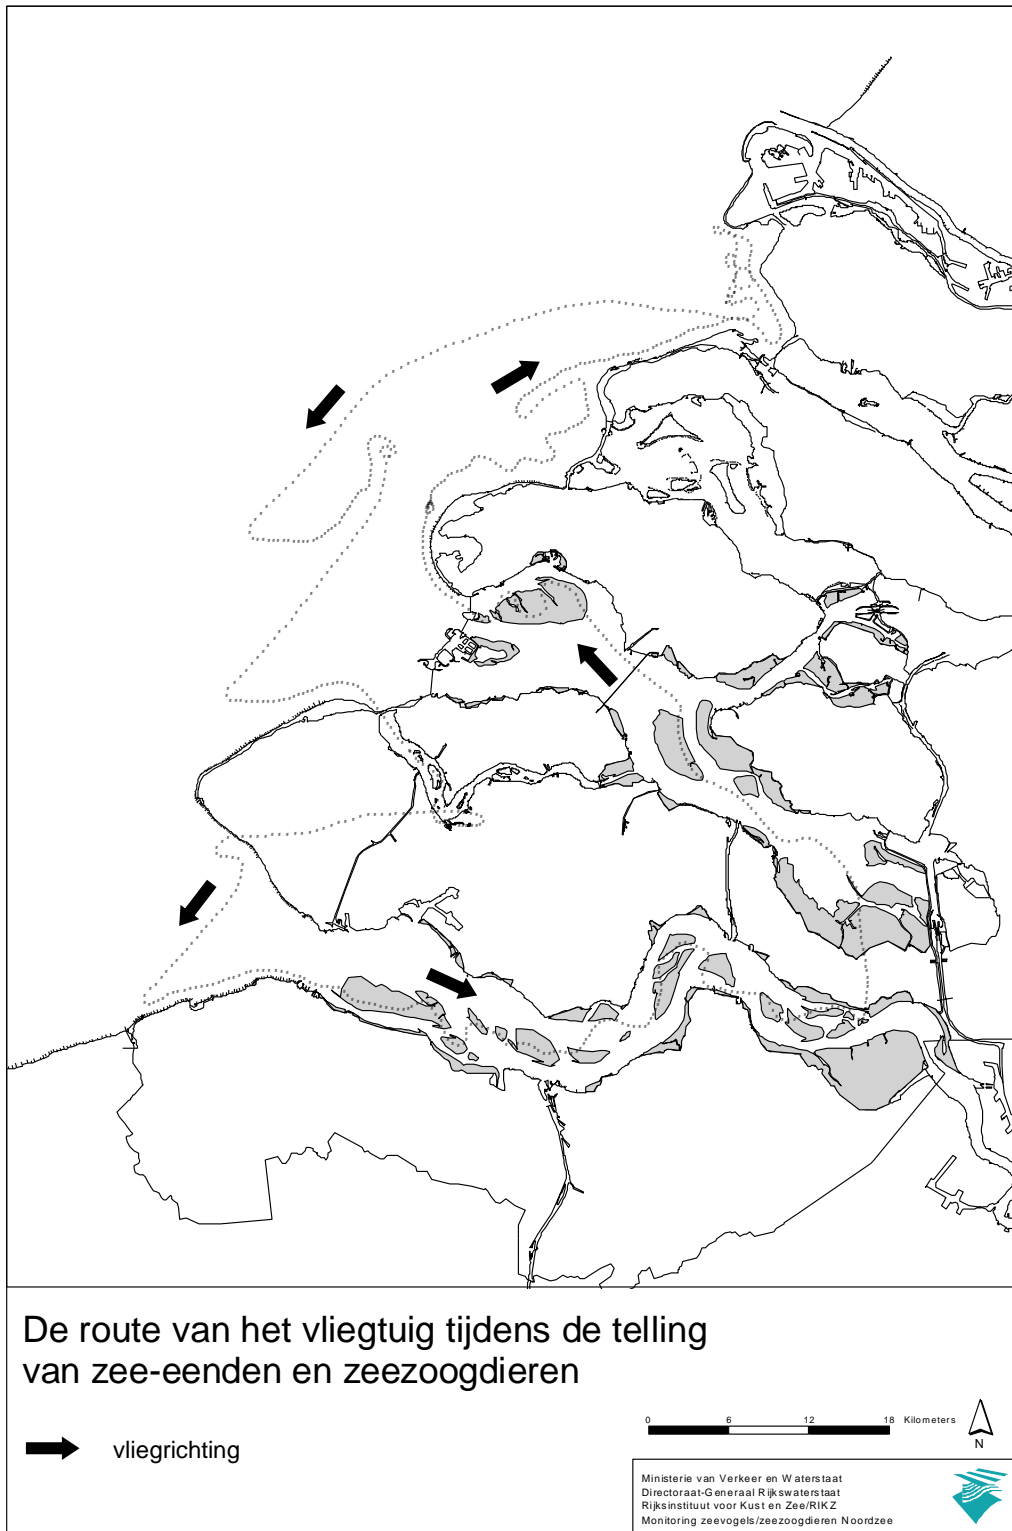 De route van het vliegtuig tijdens de telling
van zee-eenden en zeezoogdieren
vliegrichting
0 6 12 18 Kilometers
N
Ministerie van Verkeer en Waterstaat
Directoraat-Generaal Rijkswaterstaat
Rijksinstituut voor Kust en Zee/RIKZ
Monitoring zeevogels/zeezoogdieren Noordzee